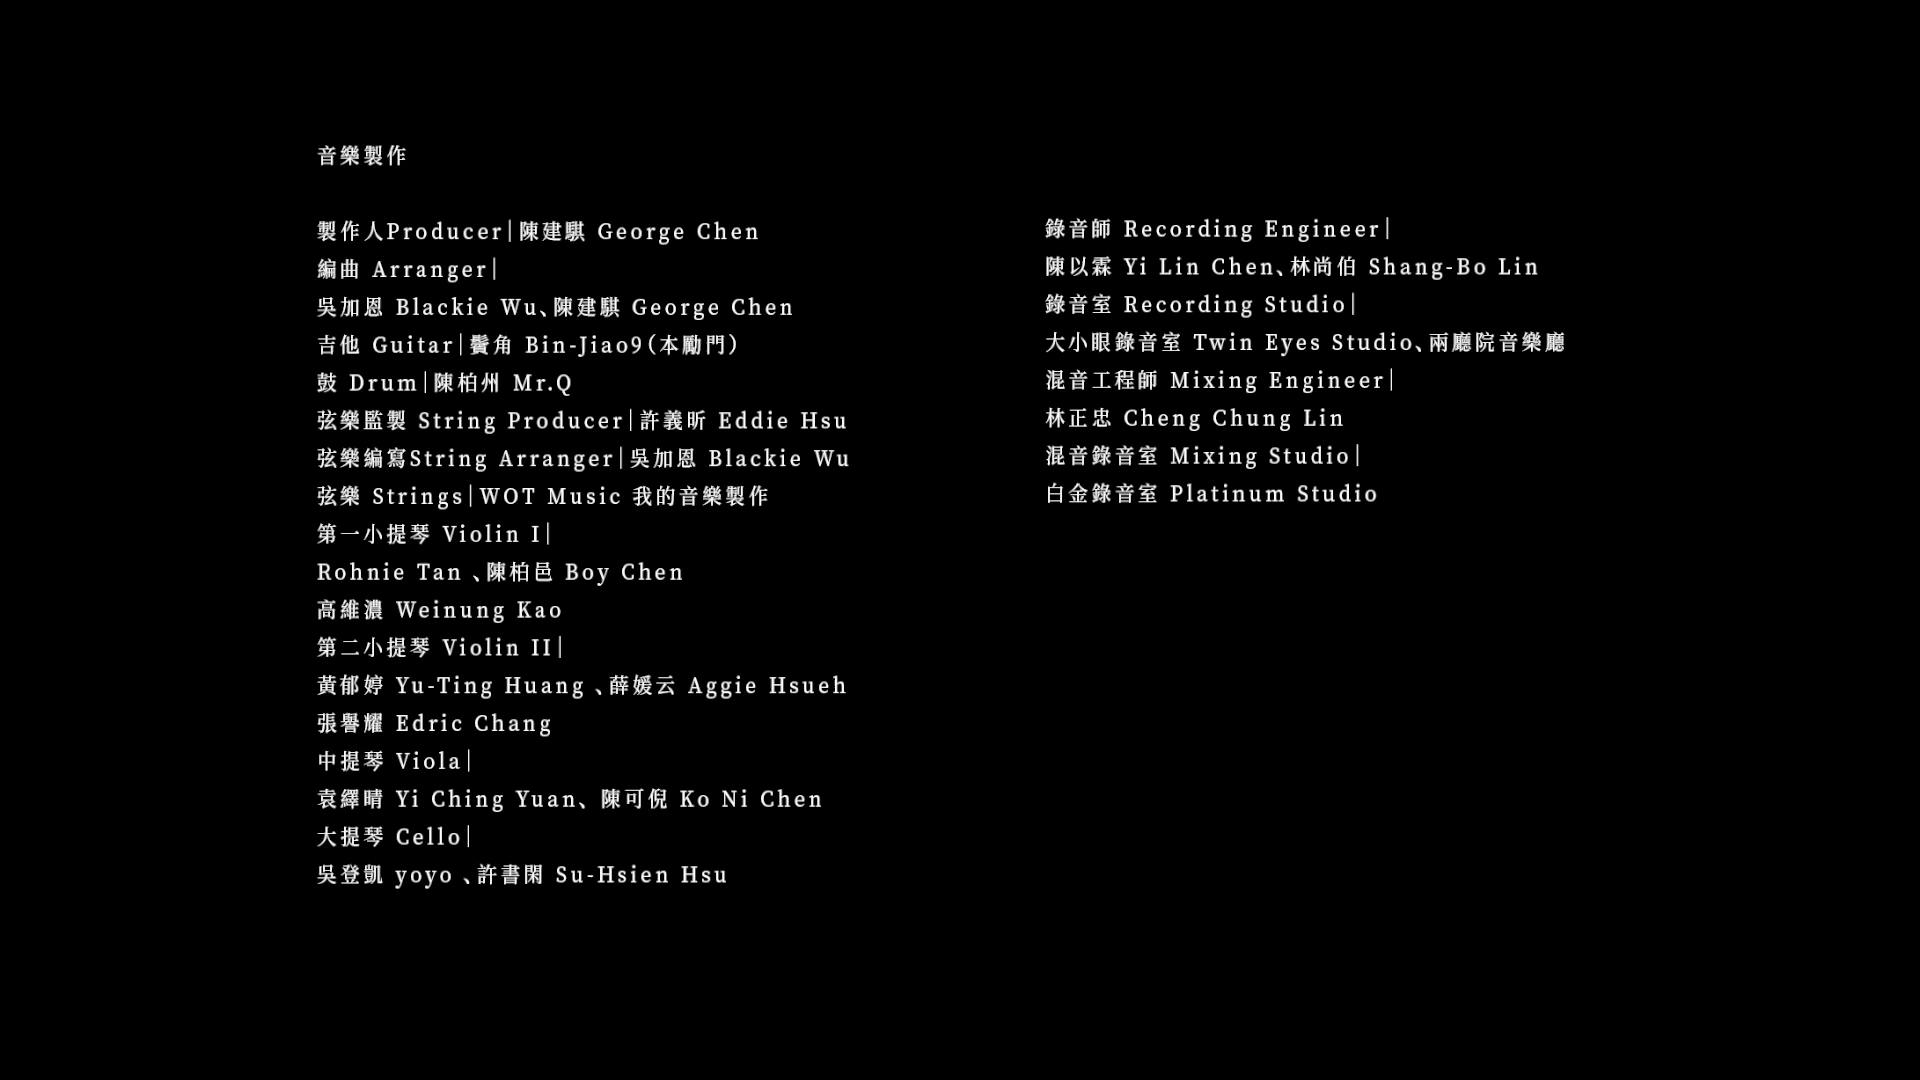 音樂製作
製作人Producer|陳建騏 George Chen
編曲 Arranger|
吳加恩 Blackie Wu、陳建騏 George Chen
吉他 Guitar|鬢角 Bin-Jiao9（本勵門）
鼓 Drum|陳柏州 Mr.Q
弦樂監製 String Producer|許義昕 Eddie Hsu
弦樂編寫String Arranger|吳加恩 Blackie Wu
弦樂 Strings|WOT Music 我的音樂製作
第一小提琴 Violin I|
Rohnie Tan 、陳柏邑 Boy Chen
高維濃 Weinung Kao
第二小提琴 Violin II|
黃郁婷 Yu-Ting Huang 、薛媛云 Aggie Hsueh
張譽耀 Edric Chang
中提琴 Viola|
袁繹晴 Yi Ching Yuan、陳可倪 Ko Ni Chen
大提琴 Cello|
吳登凱 yoyo 、許書閑 Su-Hsien Hsu
錄音師 Recording Engineer|
陳以霖 Yi Lin Chen、林尚伯 Shang-Bo Lin
錄音室 Recording Studio|
大小眼錄音室 Twin Eyes Studio、兩廳院音樂廳
混音工程師 Mixing Engineer|
林正忠 Cheng Chung Lin
混音錄音室 Mixing Studio|
白金錄音室 Platinum Studio